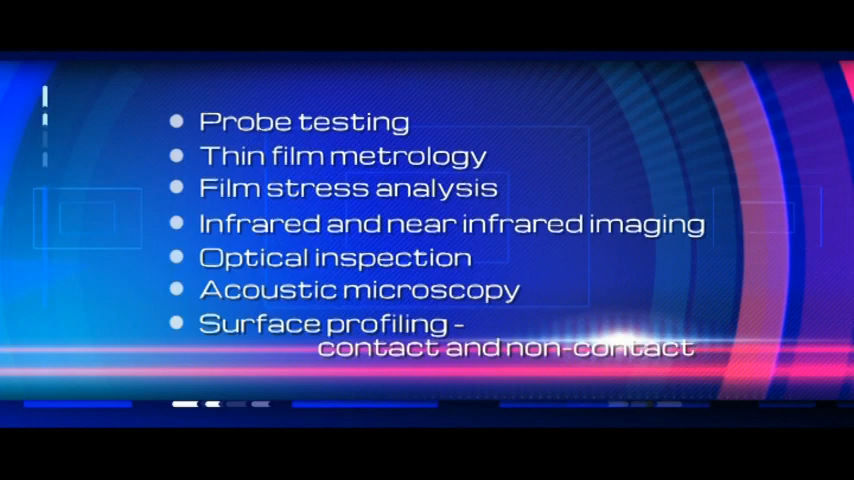 Probe testing
Thin film metrology
Film stress analysis
Infrared and near infrared imaging
Optical inspection
Acoustic microscopy
Surface profiling -
contact and non-contact